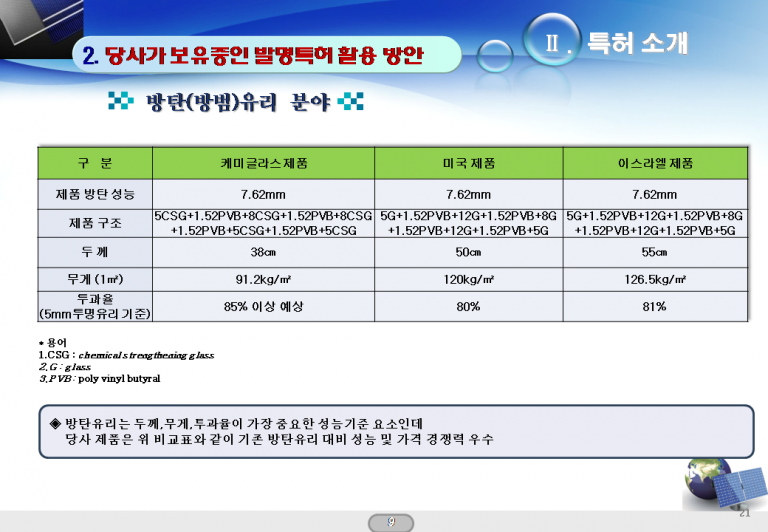 Ⅱ. 특허 소개
2. 당사가 보유중인 발명특허 활용 방안
방탄(방범)유리 분야
구 분 케미글라스 제품 미국 제품 이스라엘 제품
제품 방탄 성능 7.62mm 7.62mm 7.62mm
제품 구조 5CSG+1.52PVB+8CSG+1.52PVB+8CSG 5G+1.52PVB+12G+1.52PVB+8G 5G+1.52PVB+12G+1.52PVB+8G
+1.52PVB+5CSG+1.52PVB+5CSG +1.52PVB+12G+1.52PVB+5G +1.52PVB+12G+1.52PVB+5G
두 께 38㎝ 50㎝ 55㎝
무게 (1㎡) 91.2kg/㎡ 120kg/㎡ 126.5kg/㎡
투과율
(5mm투명유리 기준) 85% 이상 예상 80% 81%
* 용어
1.CSG : chemical strengthening glass
2.G : glass
3.PVB : poly vinyl butyral
◈ 방탄유리는 두께,무게,투과율이 가장 중요한 성능기준 요소인데
당사 제품은 위 비교표와 같이 기존 방탄유리 대비 성능 및 가격 경쟁력 우수
21
9